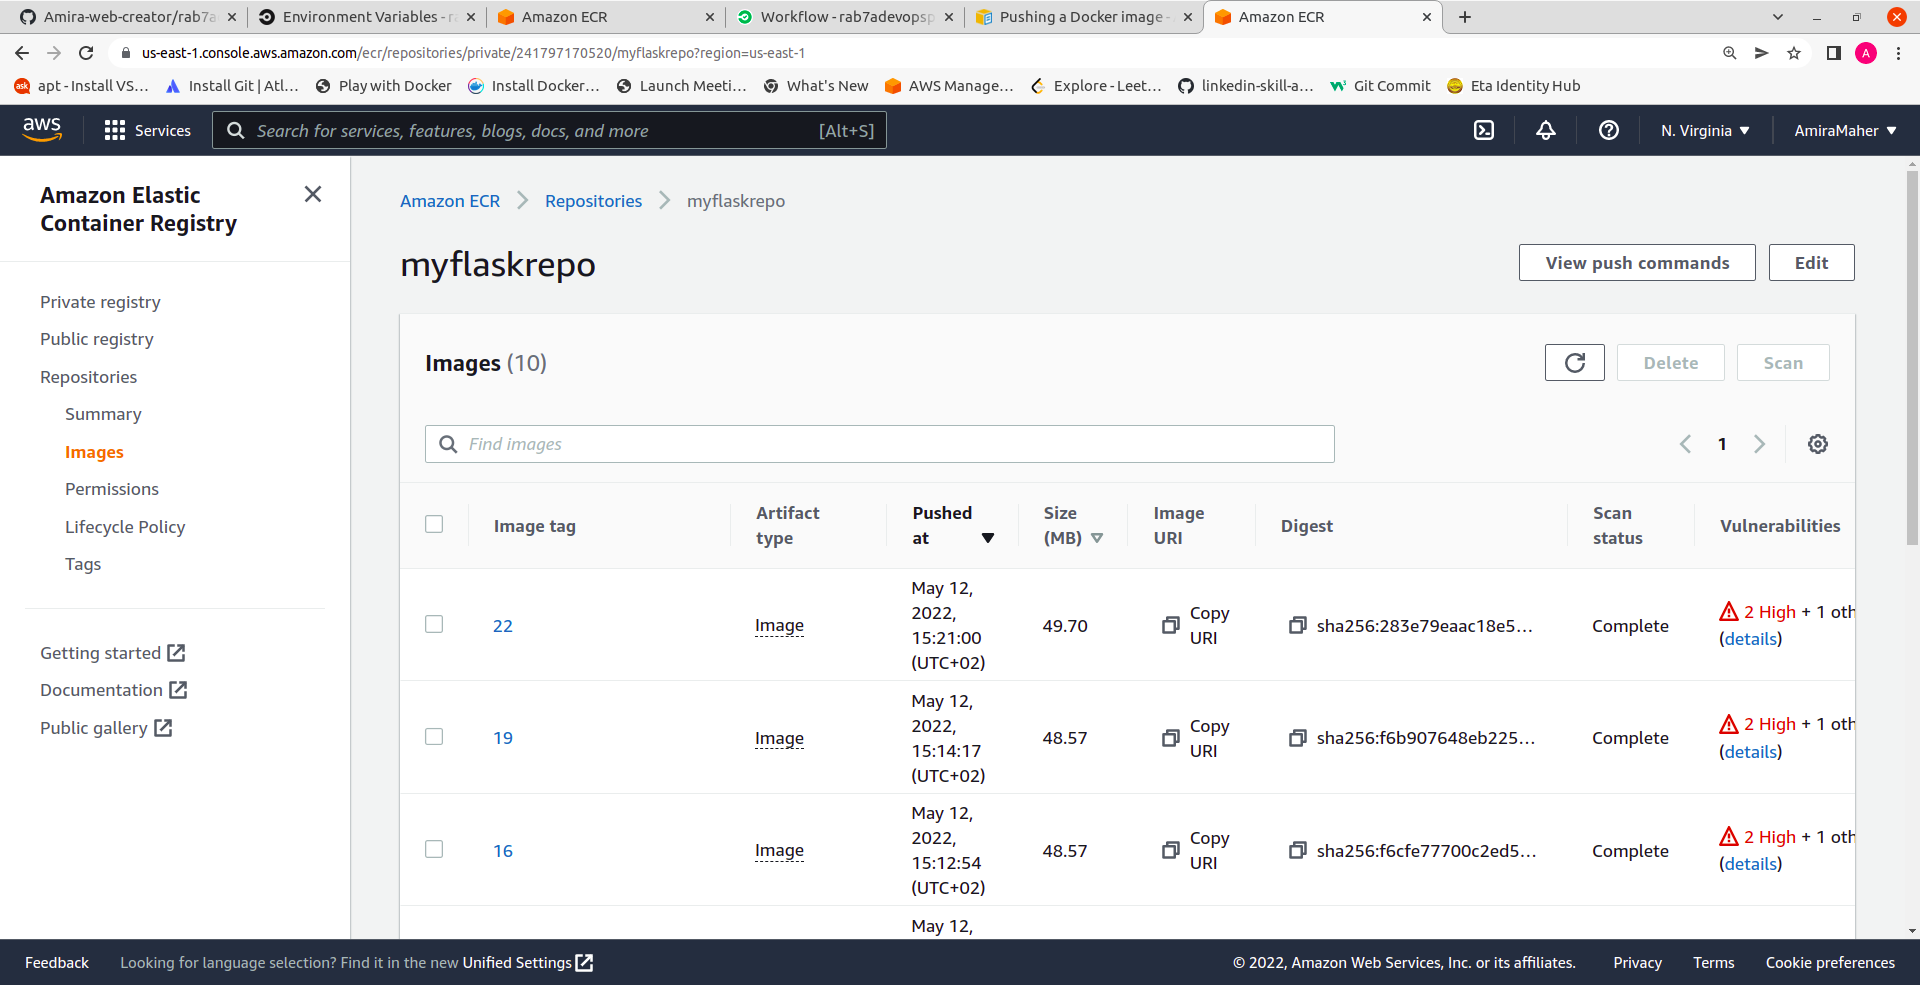 Amira-web-creator/rab7a
Environment Variables - ra
Amazon ECR
Workflow - rab7adevopsp
Pushing a Docker image -
Amazon ECR
us-east-1.console.aws.amazon.com/ecr/repositories/private/241797170520/myflaskrepo?region=us-east-1
A
ask apt - Install VS...
Install Git | Atl...
Play with Docker
Install Docker...
Launch Meeti...
What's New
AWS Manage...
Explore - Leet...
linkedin-skill-a...
Git Commit
Eta Identity Hub
aws
Services
Search for services, features, blogs, docs, and more [Alt+S]
N. Virginia
AmiraMaher
Amazon Elastic
Container Registry
Private registry
Public registry
Repositories
Summary
Images
Permissions
Lifecycle Policy
Tags
Getting started
Documentation
Public gallery
Amazon ECR
Repositories
myflaskrepo
myflaskrepo
View push commands
Edit
Images (10)
Delete
Scan
Find images
1
Image tag
Artifact
type
Pushed
at
Size
(MB)
Image
URI
Digest
Scan
status
Vulnerabilities
22
Image
May 12,
2022,
15:21:00
(UTC+02)
49.70
Copy
URI
sha256:283e79eaac18e5...
Complete
2 High + 1 oth
(details)
19
Image
May 12,
2022,
15:14:17
(UTC+02)
48.57
Copy
URI
sha256:f6b907648eb225...
Complete
2 High + 1 oth
(details)
16
Image
May 12,
2022,
15:12:54
(UTC+02)
48.57
Copy
URI
sha256:f6cfe77700c2ed5...
Complete
2 High + 1 oth
(details)
May 12,
Feedback
Looking for language selection? Find it in the new Unified Settings
© 2022, Amazon Web Services, Inc. or its affiliates.
Privacy
Terms
Cookie preferences